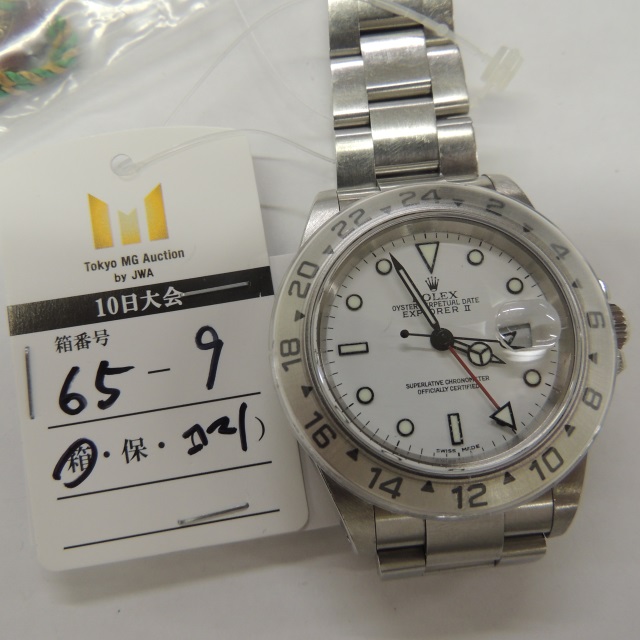 Tokyo MG Auction
by JWA
10日大会
箱番号
65-9
箱・保・コマ1)
24
2
4
6
8
10
12
14
16
18
20
22
ROLEX
OYSTER PERPETUAL DATE
EXPLORER II
SUPERLATIVE CHRONOMETER
OFFICIALLY CERTIFIED
SWISS MADE